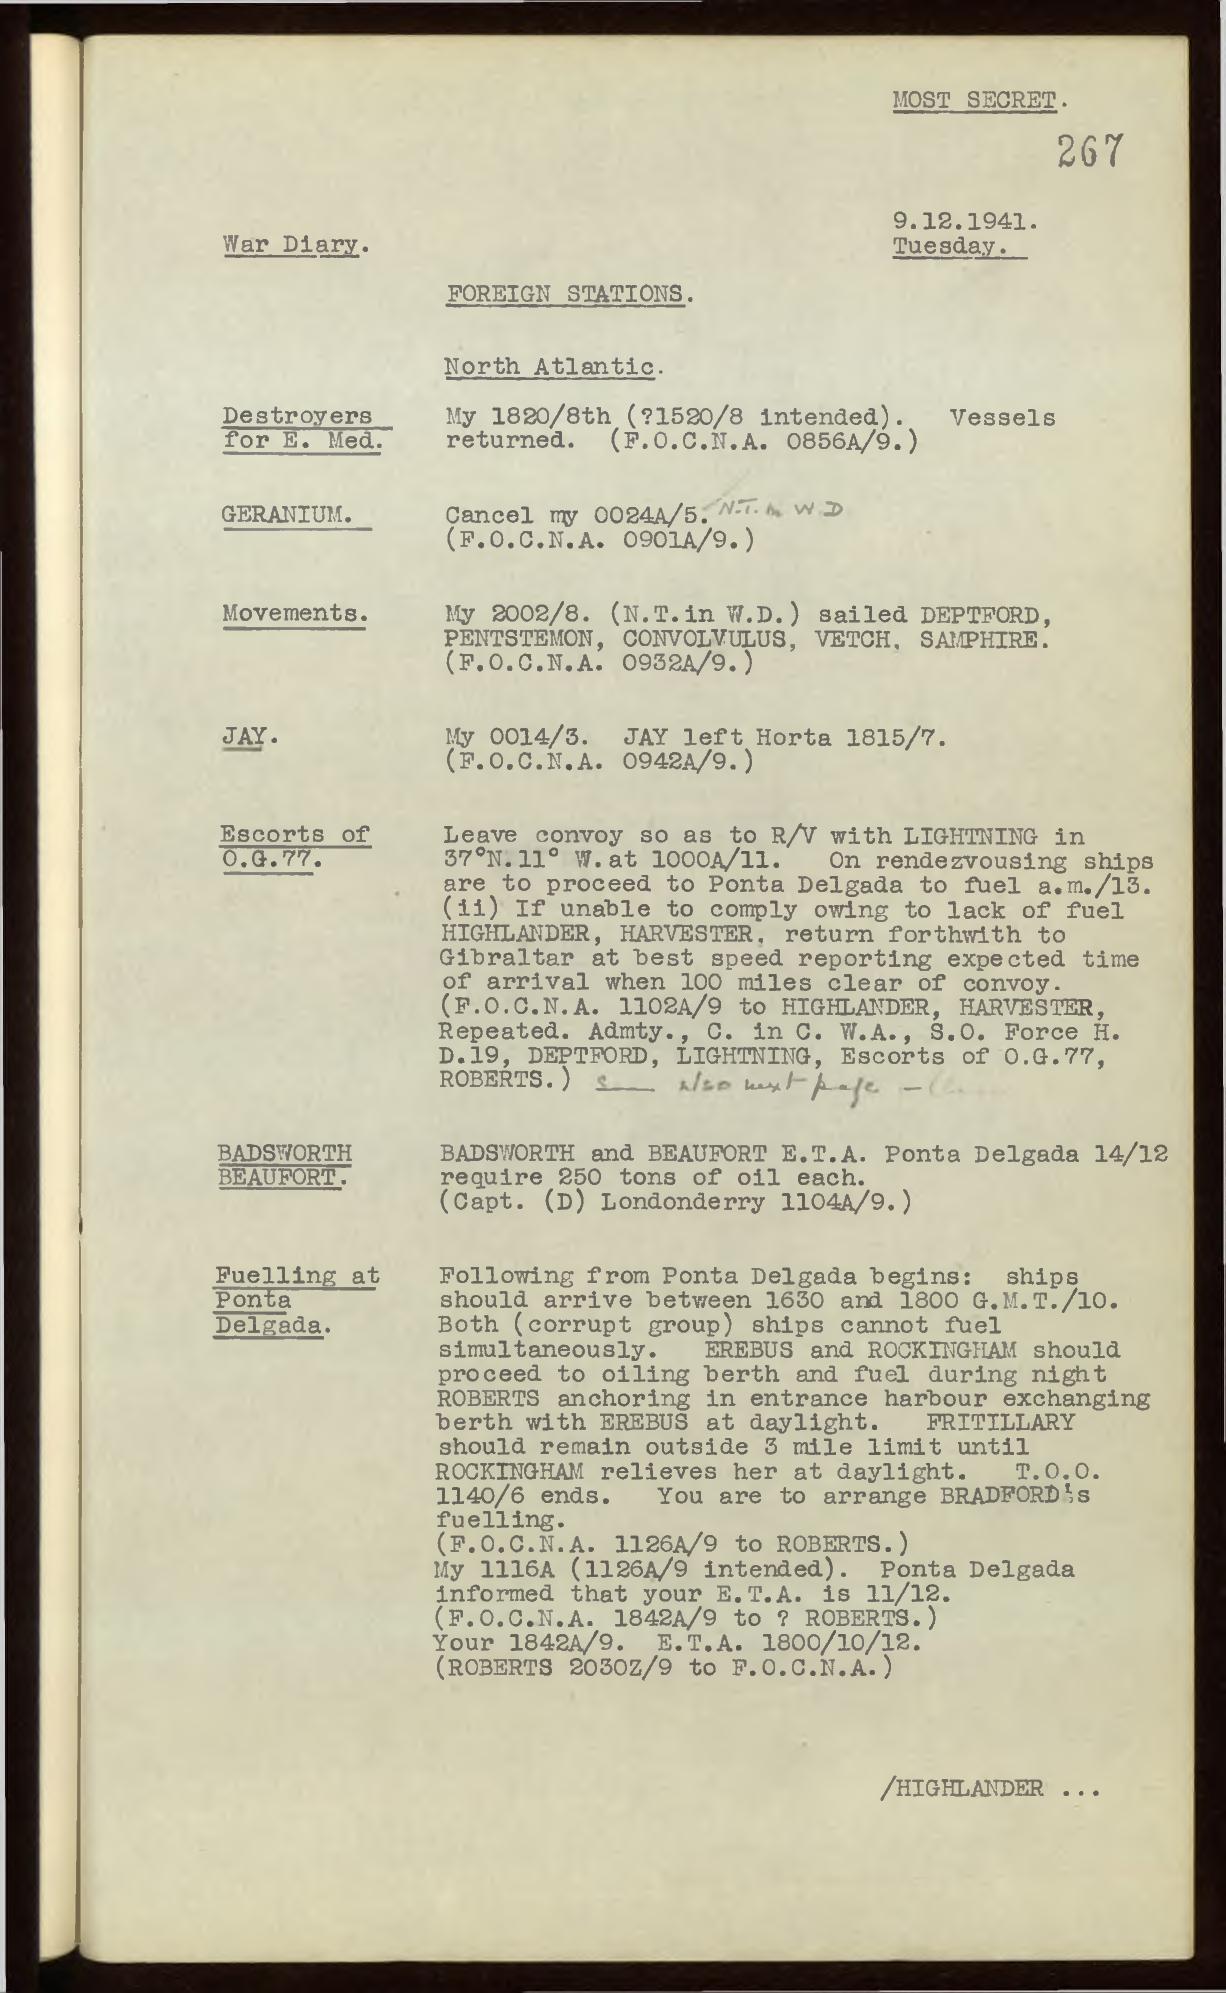 MOST SECRET.
267
9.12.1941.
War Diary.
Tuesday.
FOREIGN STATIONS.
North Atlantic.
Destroyers
for E. Med.
My 1820/8th (?1520/8 intended). Vessels
returned. (F.O.C.N.A. 0856A/9.)
GERANIUM.
Cancel my 0024A/5. N.T. in W D
(F.O.C.N.A. 0901A/9.)
Movements.
My 2002/8. (N.T. in W.D.) sailed DEPTFORD,
PENTSTEMON, CONVOLVULUS, VETCH, SAMPHIRE.
(F.O.C.N.A. 0932A/9.)
JAY.
My 0014/3. JAY left Horta 1815/7.
(F.O.C.N.A. 0942A/9.)
Escorts of
O.G.77.
Leave convoy so as to R/V with LIGHTNING in
37°N. 11° W. at 1000A/11. On rendezvousing ships
are to proceed to Ponta Delgada to fuel a.m./13.
(ii) If unable to comply owing to lack of fuel
HIGHLANDER, HARVESTER, return forthwith to
Gibraltar at best speed reporting expected time
of arrival when 100 miles clear of convoy.
(F.O.C.N.A. 1102A/9 to HIGHLANDER, HARVESTER,
Repeated. Admty., C. in C. W.A., S.O. Force H.
D.19, DEPTFORD, LIGHTNING, Escorts of O.G.77,
ROBERTS.) also next page -
BADSWORTH
BEAUFORT.
BADSWORTH and BEAUFORT E.T.A. Ponta Delgada 14/12
require 250 tons of oil each.
(Capt. (D) Londonderry 1104A/9.)
Fuelling at
Ponta
Delgada.
Following from Ponta Delgada begins: ships
should arrive between 1630 and 1800 G.M.T./10.
Both (corrupt group) ships cannot fuel
simultaneously. EREBUS and ROCKINGHAM should
proceed to oiling berth and fuel during night
ROBERTS anchoring in entrance harbour exchanging
berth with EREBUS at daylight. FRITILLARY
should remain outside 3 mile limit until
ROCKINGHAM relieves her at daylight. T.O.O.
1140/6 ends. You are to arrange BRADFORD's
fuelling.
(F.O.C.N.A. 1126A/9 to ROBERTS.)
My 1116A (1126A/9 intended). Ponta Delgada
informed that your E.T.A. is 11/12.
(F.O.C.N.A. 1842A/9 to ? ROBERTS.)
Your 1842A/9. E.T.A. 1800/10/12.
(ROBERTS 2030Z/9 to F.O.C.N.A.)
/HIGHLANDER ...